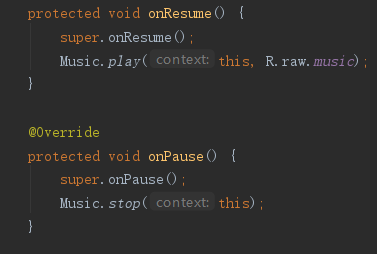 protected void onResume() {
super.onResume();
Music.play( context: this, R.raw.music);
}
@Override
protected void onPause() {
super.onPause();
Music.stop( context: this);
}